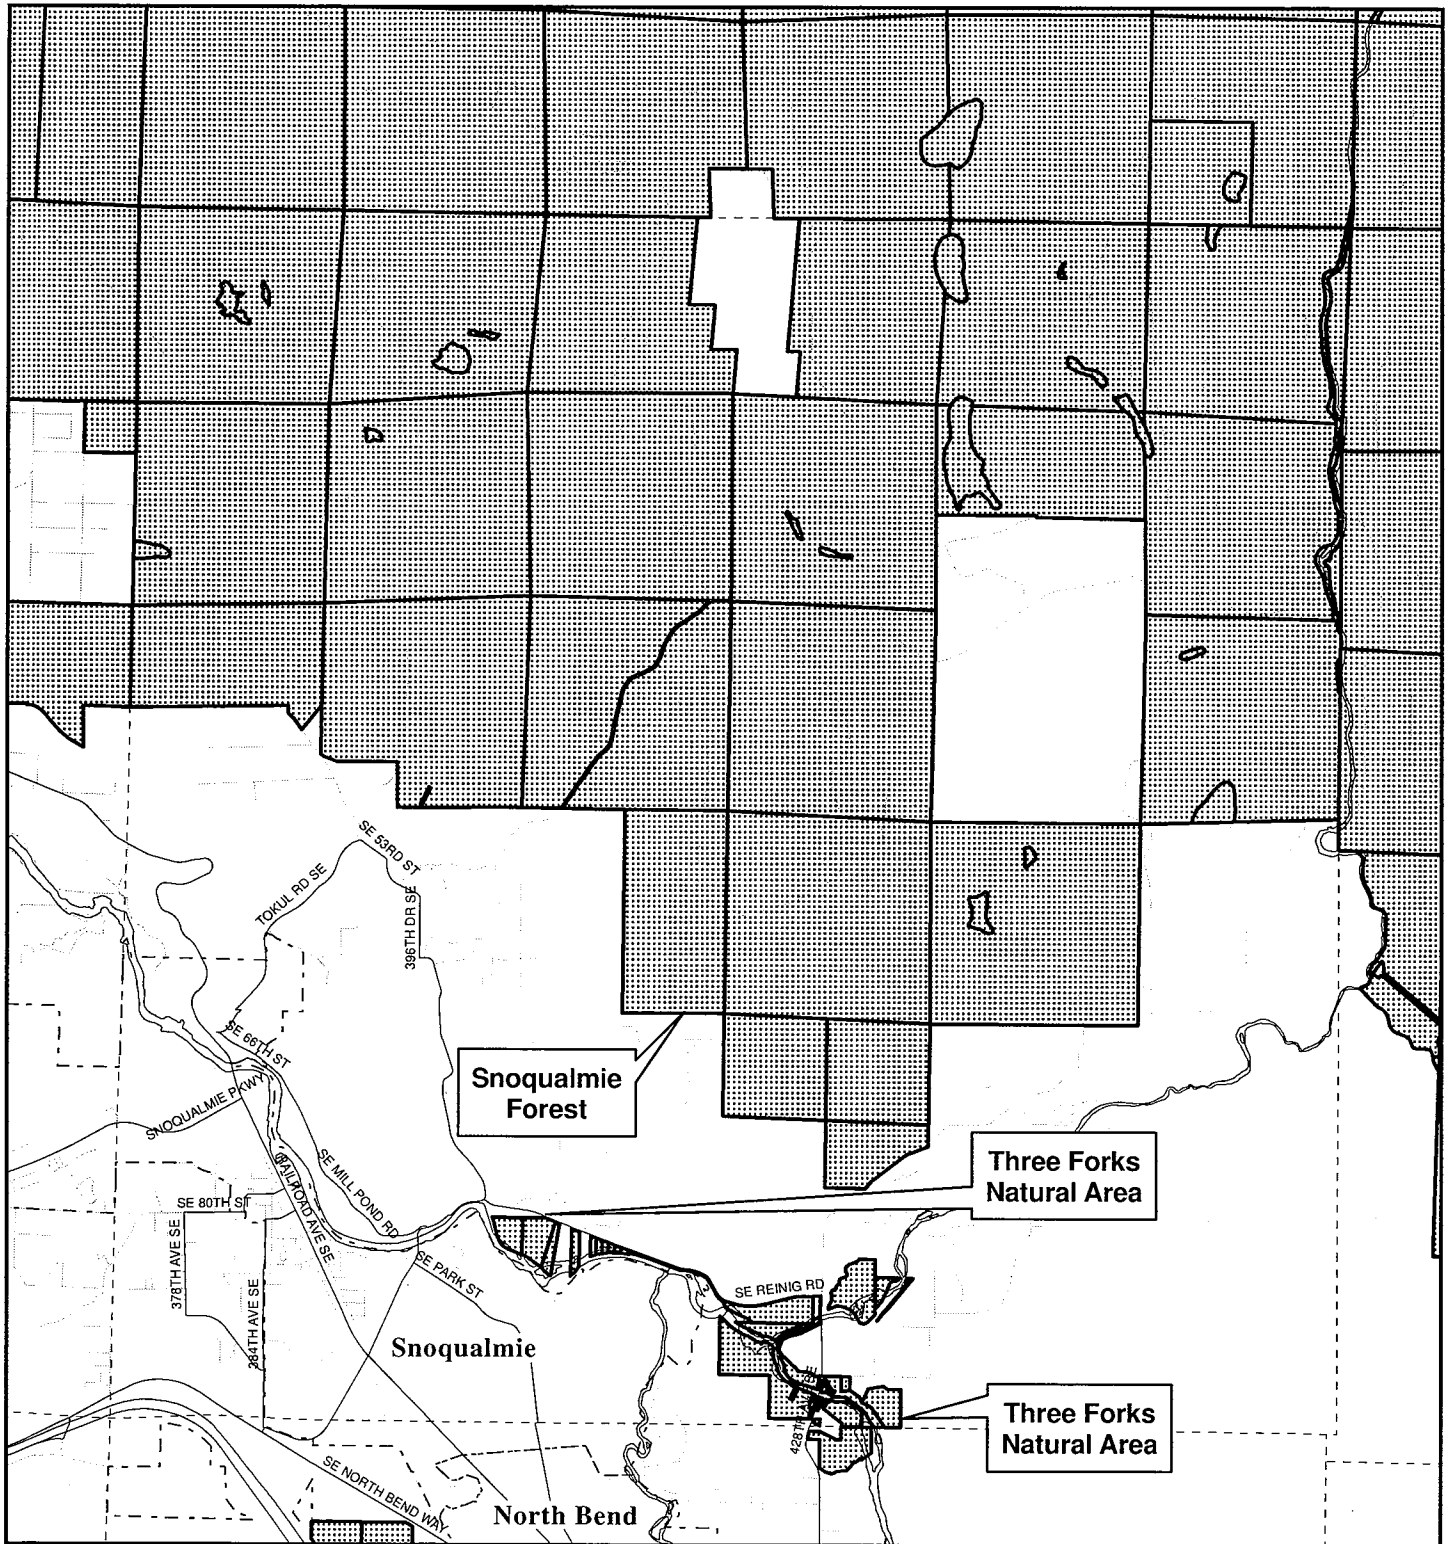 SE 53RD ST
TOKUL RD SE
396TH DR SE
SE 66TH ST
Snoqualmie
Forest
SNOQUALMIE PKWY
Three Forks
Natural Area
SE MILL POND RD
RAILROAD AVE SE
SE 80TH ST
378TH AVE SE
SE PARK ST
SE REINIG RD
384TH AVE SE
Snoqualmie
Three Forks
Natural Area
SE NORTH BEND WAY
North Bend